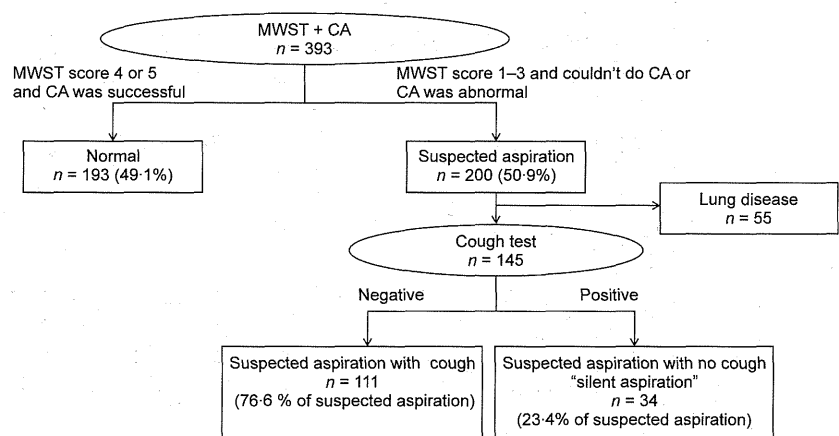 MWST + CA
n = 393
MWST score 4 or 5
and CA was successful
MWST score 1–3 and couldn't do CA or
CA was abnormal
Normal
n = 193 (49·1%)
Suspected aspiration
n = 200 (50·9%)
Lung disease
n = 55
Cough test
n = 145
Negative
Positive
Suspected aspiration with cough
n = 111
(76·6 % of suspected aspiration)
Suspected aspiration with no cough
“silent aspiration”
n = 34
(23·4% of suspected aspiration)